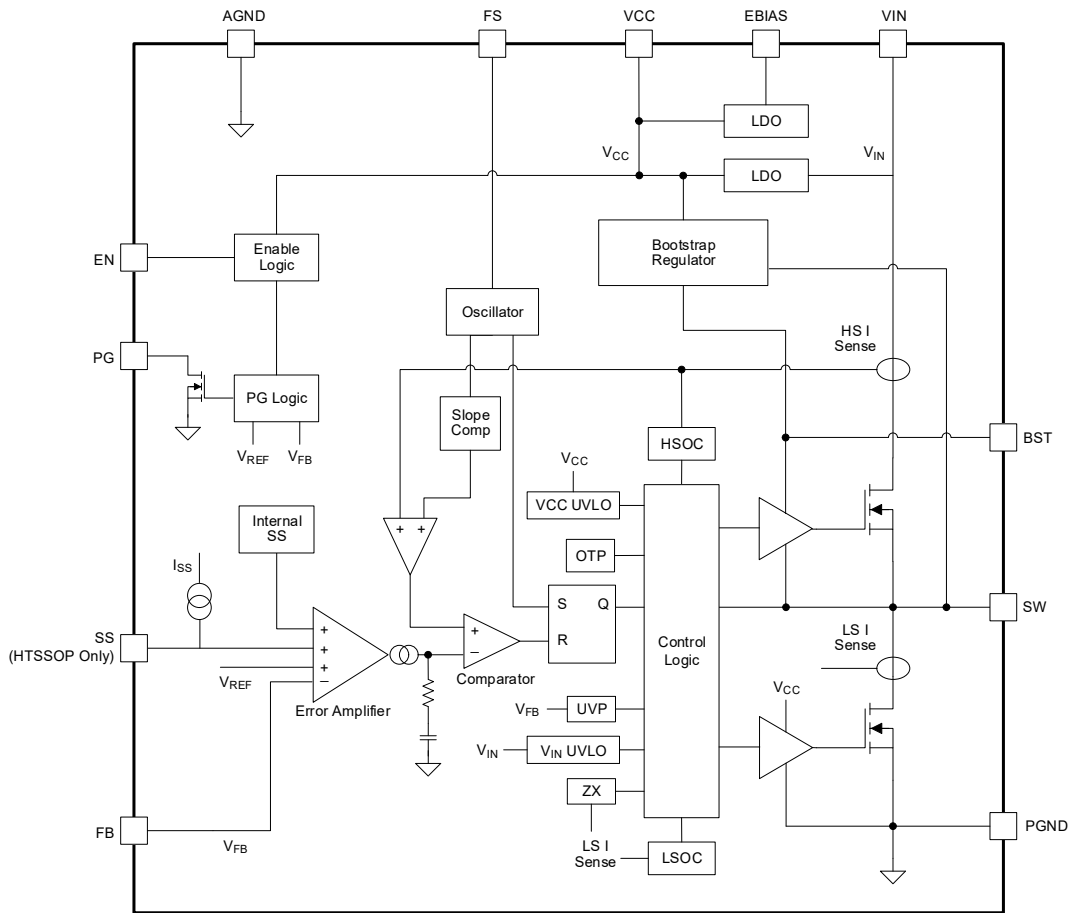 AGND
FS
VCC
EBIAS
VIN
LDO
VCC
VIN
LDO
EN
Enable
Logic
Bootstrap
Regulator
Oscillator
HS I
Sense
PG
PG Logic
VREF
VFB
Slope
Comp
HSOC
BST
VCC
VCC UVLO
Internal
SS
+ +
OTP
ISS
S
Q
R
SW
SS
(HTSSOP Only)
+
+
+
−
VREF
Error Amplifier
+
−
Comparator
Control
Logic
LS I
Sense
VCC
VFB
UVP
VIN
VIN UVLO
ZX
LS I
Sense
LSOC
FB
VFB
PGND